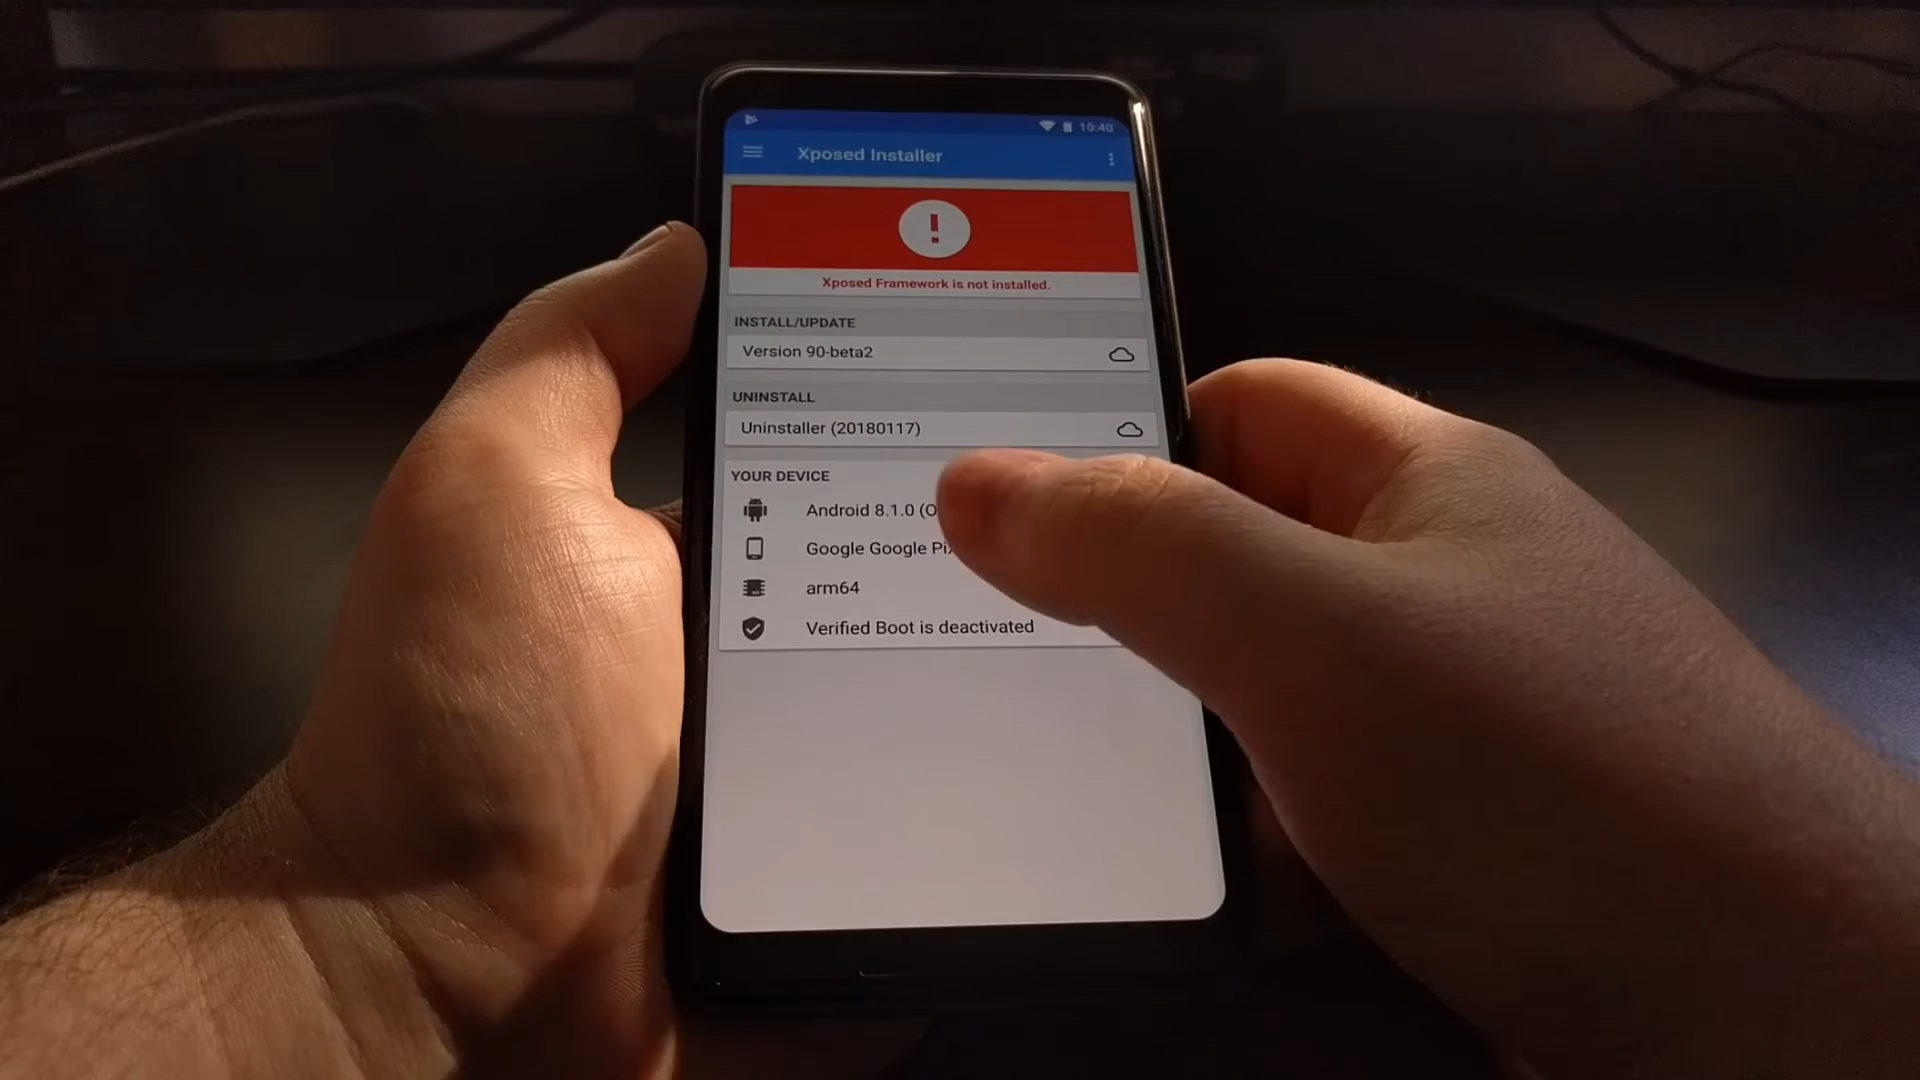 10:40
Xposed Installer
!
Xposed Framework is not installed.
INSTALL/UPDATE
Version 90-beta2
UNINSTALL
Uninstaller (20180117)
YOUR DEVICE
Android 8.1.0 (O
Google Google Pi
arm64
Verified Boot is deactivated